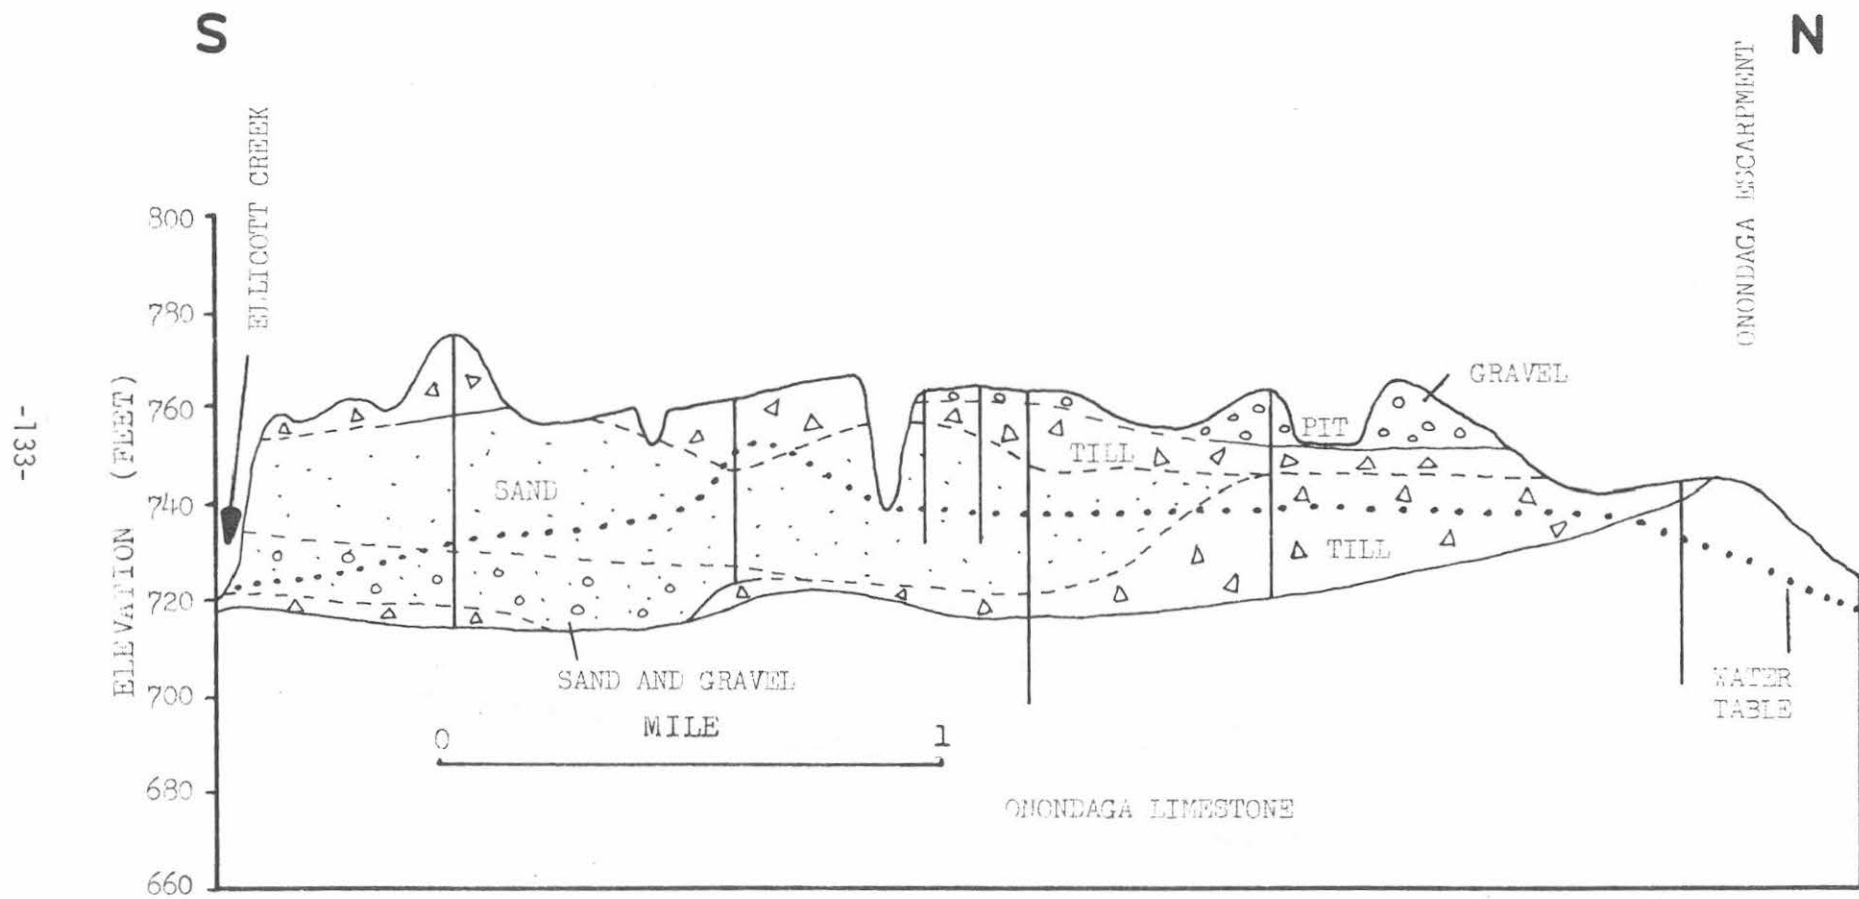 S
N
ELLICOTT CREEK
ONONDAGA ESCARPMENT
-133-
ELEVATION (FEET)
800
780
760
740
720
700
680
660
GRAVEL
PIT
TILL
SAND
TILL
SAND AND GRAVEL
WATER
TABLE
MILE
0 1
ONONDAGA LIMESTONE